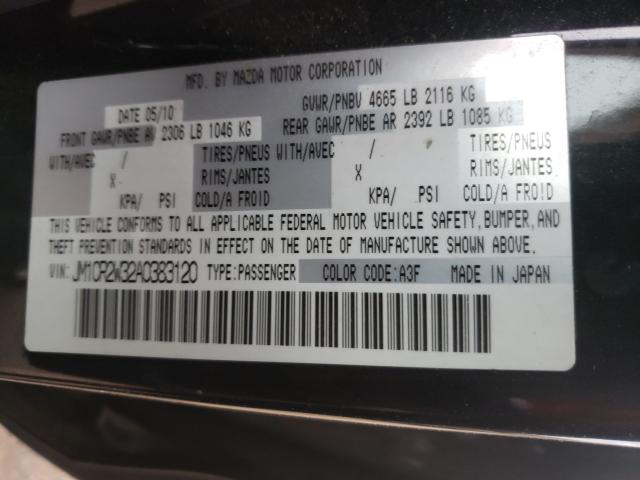 MFD. BY MAZDA MOTOR CORPORATION
DATE 05/10 GVWR/PNBV 4665 LB 2116 KG
FRONT GAWR/PNBE AV 2306 LB 1046 KG REAR GAWR/PNBE AR 2392 LB 1085 KG
WITH/AVEC / TIRES/PNEUS WITH/AVEC / TIRES/PNEUS
X RIMS/JANTES X RIMS/JANTES
KPA/ PSI COLD/A FROID KPA/ PSI COLD/A FROID
THIS VEHICLE CONFORMS TO ALL APPLICABLE FEDERAL MOTOR VEHICLE SAFETY, BUMPER, AND
THEFT PREVENTION STANDARDS IN EFFECT ON THE DATE OF MANUFACTURE SHOWN ABOVE.
VIN: JM1CR2W32A0383120 TYPE:PASSENGER COLOR CODE:A3F MADE IN JAPAN